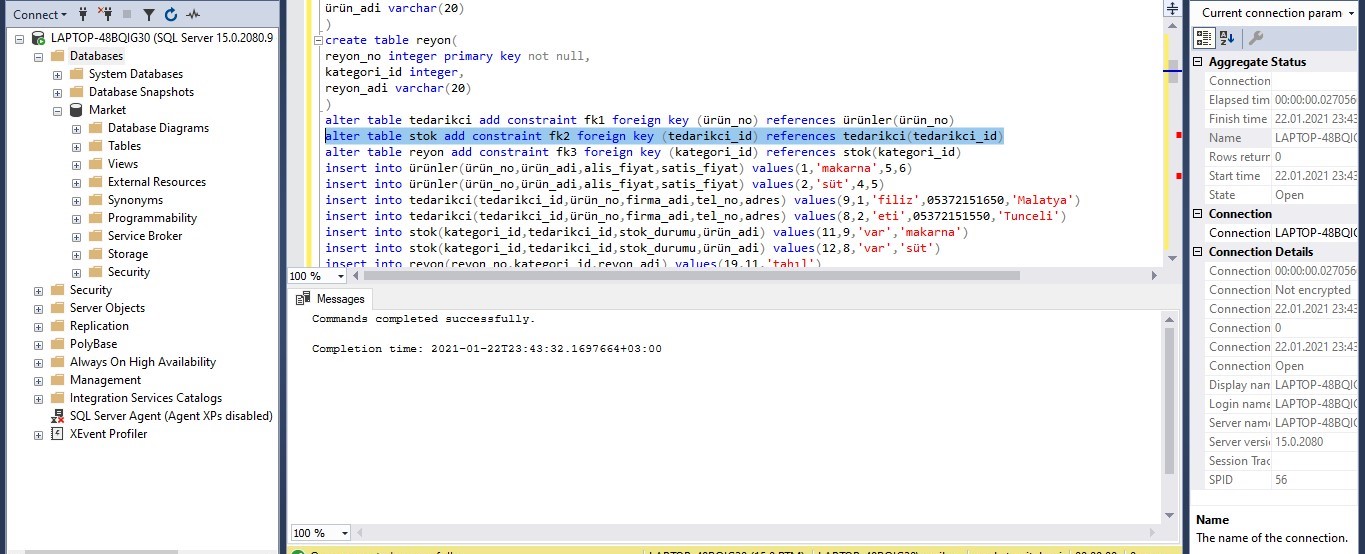 Connect
LAPTOP-48BQIG30 (SQL Server 15.0.2080.9
Databases
System Databases
Database Snapshots
Market
Database Diagrams
Tables
Views
External Resources
Synonyms
Programmability
Service Broker
Storage
Security
Security
Server Objects
Replication
PolyBase
Always On High Availability
Management
Integration Services Catalogs
SQL Server Agent (Agent XPs disabled)
XEvent Profiler
ürün_adi varchar(20)
)
create table reyon(
reyon_no integer primary key not null,
kategori_id integer,
reyon_adi varchar(20)
)
alter table tedarikci add constraint fk1 foreign key (ürün_no) references ürünler(ürün_no)
alter table stok add constraint fk2 foreign key (tedarikci_id) references tedarikci(tedarikci_id)
alter table reyon add constraint fk3 foreign key (kategori_id) references stok(kategori_id)
insert into ürünler(ürün_no,ürün_adi,alis_fiyat,satis_fiyat) values(1,'makarna',5,6)
insert into ürünler(ürün_no,ürün_adi,alis_fiyat,satis_fiyat) values(2,'süt',4,5)
insert into tedarikci(tedarikci_id,ürün_no,firma_adi,tel_no,adres) values(9,1,'filiz',05372151650,'Malatya')
insert into tedarikci(tedarikci_id,ürün_no,firma_adi,tel_no,adres) values(8,2,'eti',05372151550,'Tunceli')
insert into stok(kategori_id,tedarikci_id,stok_durumu,ürün_adi) values(11,9,'var','makarna')
insert into stok(kategori_id,tedarikci_id,stok_durumu,ürün_adi) values(12,8,'var','süt')
insert into reyon(reyon_no,kategori_id,reyon_adi) values(19,11,'tahıl')
100 %
Messages
Commands completed successfully.
Completion time: 2021-01-22T23:43:32.1697664+03:00
100 %
Current connection param
Aggregate Status
Connection
Elapsed tim 00:00:00.027056
Finish time 22.01.2021 23:43
Name LAPTOP-48BQIG
Rows return 0
Start time 22.01.2021 23:43
State Open
Connection
Connection LAPTOP-48BQIG
Connection Details
Connection 00:00:00.027056
Connection Not encrypted
Connection 22.01.2021 23:43
Connection 0
Connection 22.01.2021 23:43
Connection Open
Display nam LAPTOP-48BQIG
Login name LAPTOP-48BQIG
Server name LAPTOP-48BQIG
Server versi 15.0.2080
Session Trac
SPID 56
Name
The name of the connection.